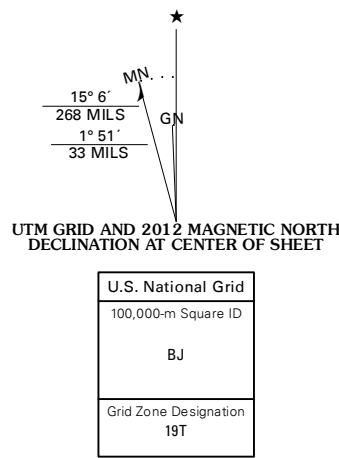 ★
MN
15° 6´
268 MILS
GN
1° 51´
33 MILS
UTM GRID AND 2012 MAGNETIC NORTH
DECLINATION AT CENTER OF SHEET
U.S. National Grid
100,000-m Square ID
BJ
Grid Zone Designation
19T